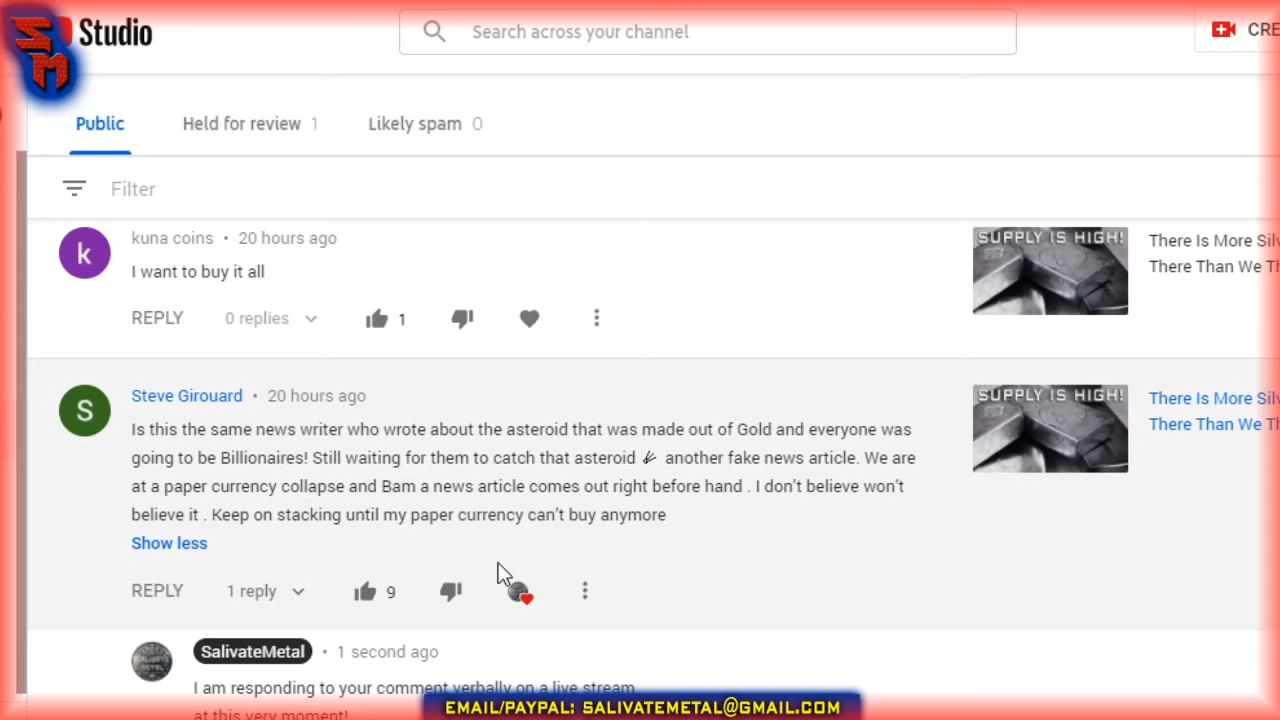 SM
Studio
Search across your channel
CRE
Public
Held for review 1
Likely spam 0
Filter
kuna coins • 20 hours ago
I want to buy it all
REPLY
0 replies
1
SUPPLY IS HIGH!
There Is More Silv
There Than We Th
Steve Girouard • 20 hours ago
Is this the same news writer who wrote about the asteroid that was made out of Gold and everyone was
going to be Billionaires! Still waiting for them to catch that asteroid ☄ another fake news article. We are
at a paper currency collapse and Bam a news article comes out right before hand . I don't believe won't
believe it . Keep on stacking until my paper currency can't buy anymore
Show less
REPLY
1 reply
9
SUPPLY IS HIGH!
There Is More Silv
There Than We Th
SalivateMetal • 1 second ago
I am responding to your comment verbally on a live stream
at this very moment!
EMAIL/PAYPAL: SALIVATEMETAL@GMAIL.COM